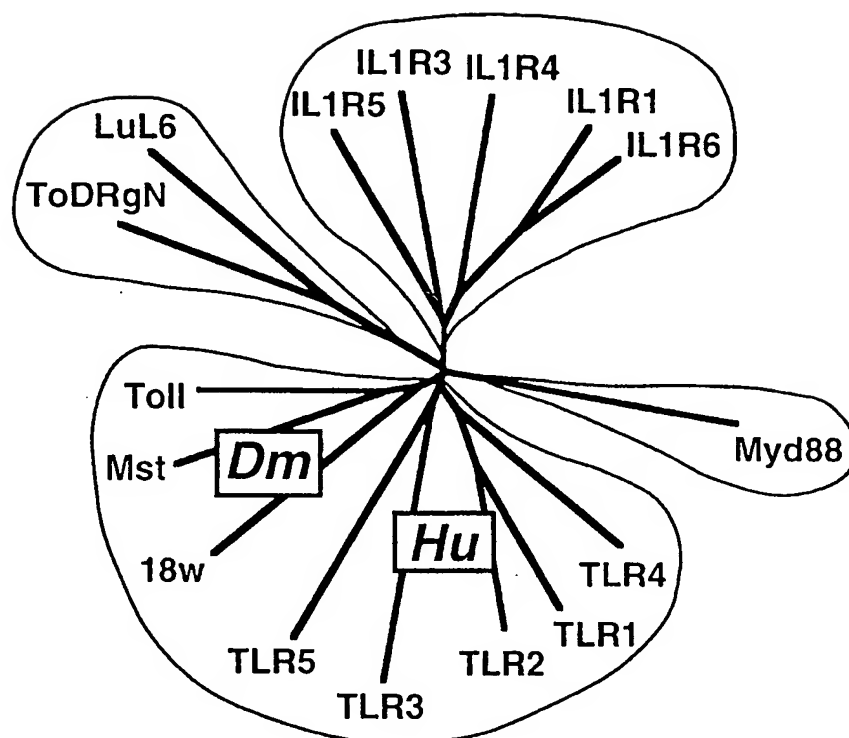 IL1R3
IL1R4
IL1R5
IL1R1
LuL6
IL1R6
ToDRgN
Toll
Mst
Dm
Myd88
Hu
18w
TLR4
TLR1
TLR5
TLR2
TLR3